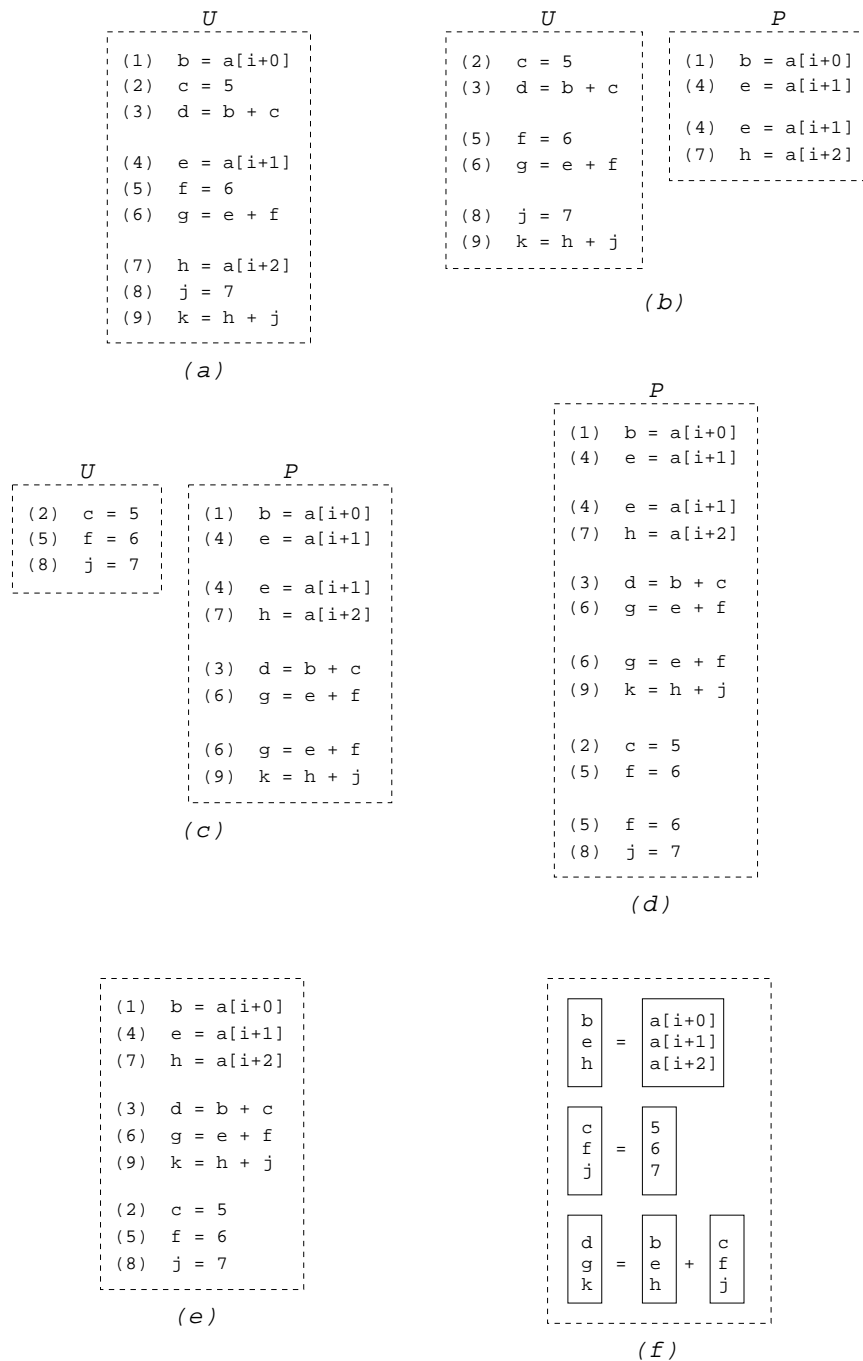 U
(1) b = a[i+0]
(2) c = 5
(3) d = b + c
(4) e = a[i+1]
(5) f = 6
(6) g = e + f
(7) h = a[i+2]
(8) j = 7
(9) k = h + j
(a)
U
(2) c = 5
(3) d = b + c
(5) f = 6
(6) g = e + f
(8) j = 7
(9) k = h + j
P
(1) b = a[i+0]
(4) e = a[i+1]
(4) e = a[i+1]
(7) h = a[i+2]
(b)
U
(2) c = 5
(5) f = 6
(8) j = 7
P
(1) b = a[i+0]
(4) e = a[i+1]
(4) e = a[i+1]
(7) h = a[i+2]
(3) d = b + c
(6) g = e + f
(6) g = e + f
(9) k = h + j
(c)
P
(1) b = a[i+0]
(4) e = a[i+1]
(4) e = a[i+1]
(7) h = a[i+2]
(3) d = b + c
(6) g = e + f
(6) g = e + f
(9) k = h + j
(2) c = 5
(5) f = 6
(5) f = 6
(8) j = 7
(d)
(1) b = a[i+0]
(4) e = a[i+1]
(7) h = a[i+2]
(3) d = b + c
(6) g = e + f
(9) k = h + j
(2) c = 5
(5) f = 6
(8) j = 7
(e)
b a[i+0]
e = a[i+1]
h a[i+2]
c 5
f = 6
j 7
d b c
g = e + f
k h j
(f)